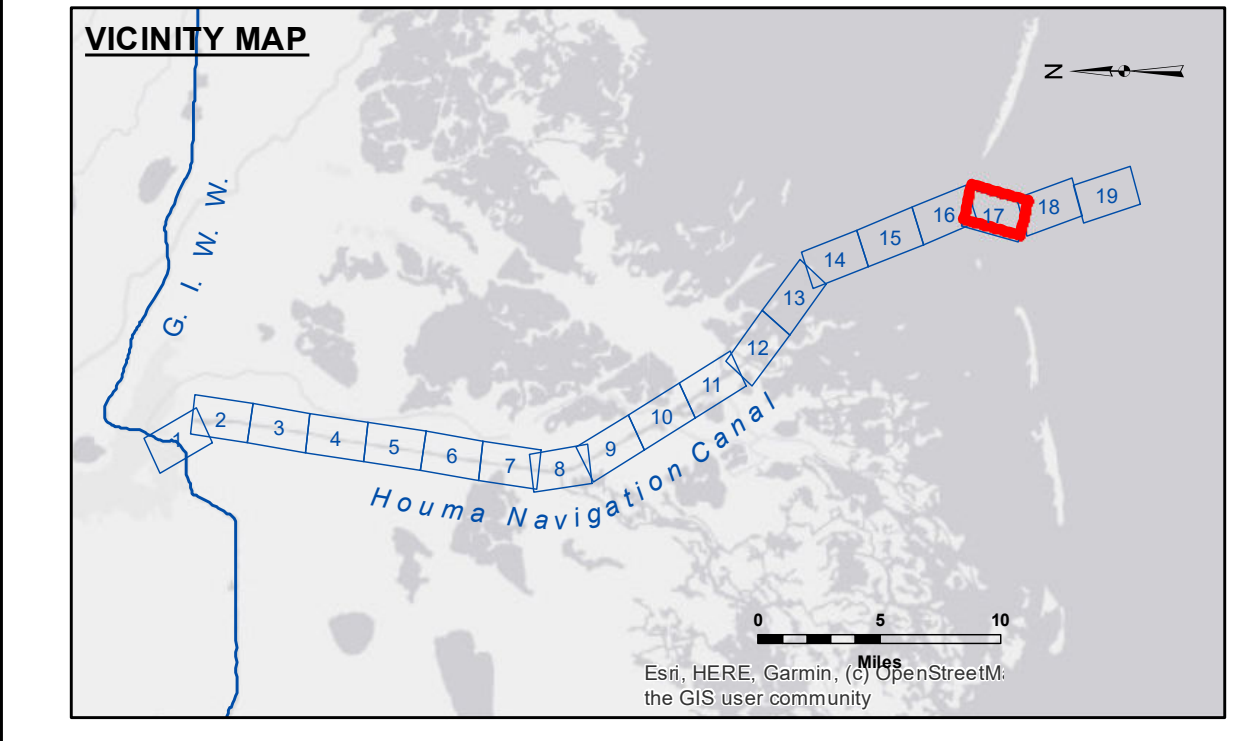 VICINITY MAP
N
G. I. W. W.
1
2
3
4
5
6
7
8
9
10
11
12
13
14
15
16
17
18
19
Houma Navigation Canal
0 5 10
Miles
Esri, HERE, Garmin, (c) OpenStreetM
the GIS user community